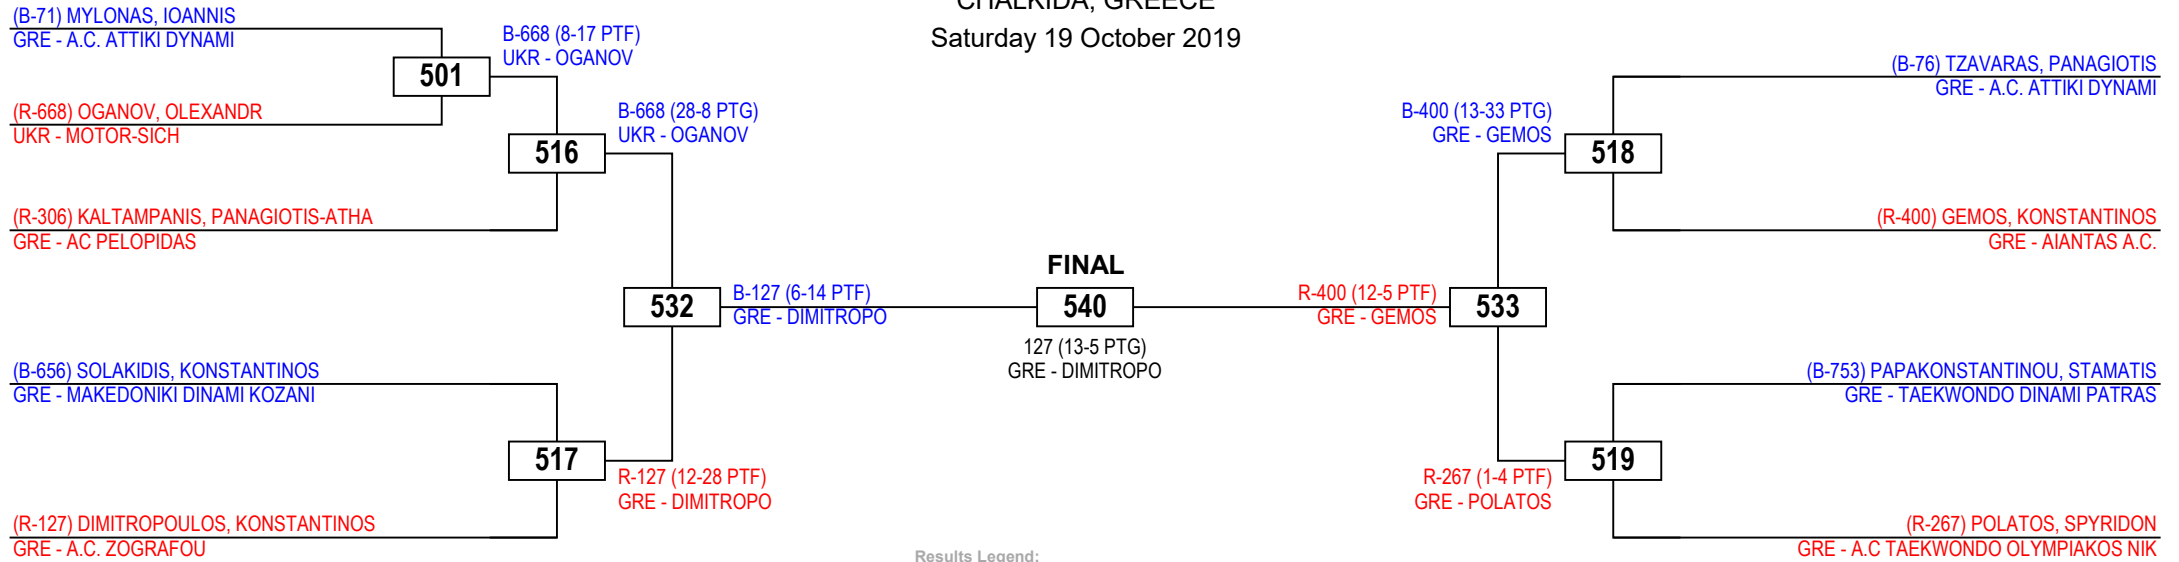 CHALKIDA, GREECE
Saturday 19 October 2019
(B-71) MYLONAS, IOANNIS
GRE - A.C. ATTIKI DYNAMI
501
(R-668) OGANOV, OLEXANDR
UKR - MOTOR-SICH
B-668 (8-17 PTF)
UKR - OGANOV
516
(R-306) KALTAMPANIS, PANAGIOTIS-ATHA
GRE - AC PELOPIDAS
B-668 (28-8 PTG)
UKR - OGANOV
532
(B-656) SOLAKIDIS, KONSTANTINOS
GRE - MAKEDONIKI DINAMI KOZANI
517
(R-127) DIMITROPOULOS, KONSTANTINOS
GRE - A.C. ZOGRAFOU
R-127 (12-28 PTF)
GRE - DIMITROPO
B-127 (6-14 PTF)
GRE - DIMITROPO
FINAL
540
127 (13-5 PTG)
GRE - DIMITROPO
R-400 (12-5 PTF)
GRE - GEMOS
533
B-400 (13-33 PTG)
GRE - GEMOS
518
(B-76) TZAVARAS, PANAGIOTIS
GRE - A.C. ATTIKI DYNAMI
(R-400) GEMOS, KONSTANTINOS
GRE - AIANTAS A.C.
(B-753) PAPAKONSTANTINOU, STAMATIS
GRE - TAEKWONDO DINAMI PATRAS
519
R-267 (1-4 PTF)
GRE - POLATOS
(R-267) POLATOS, SPYRIDON
GRE - A.C TAEKWONDO OLYMPIAKOS NIK
Results Legend: